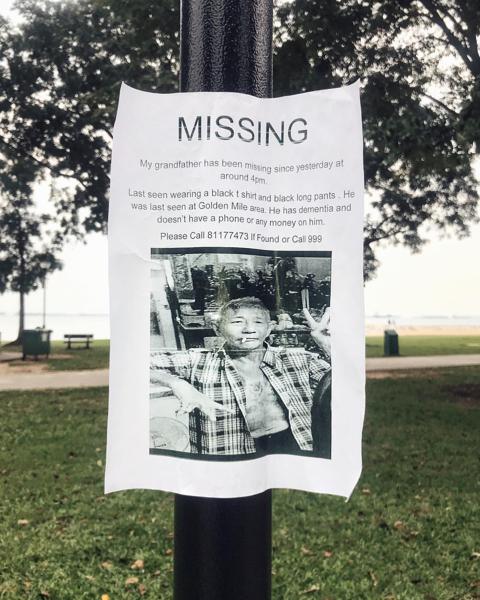 MISSING
My grandfather has been missing since yesterday at
around 4pm.
Last seen wearing a black t shirt and black long pants . He
was last seen at Golden Mile area. He has dementia and
doesn't have a phone or any money on him.
Please Call 81177473 If Found or Call 999